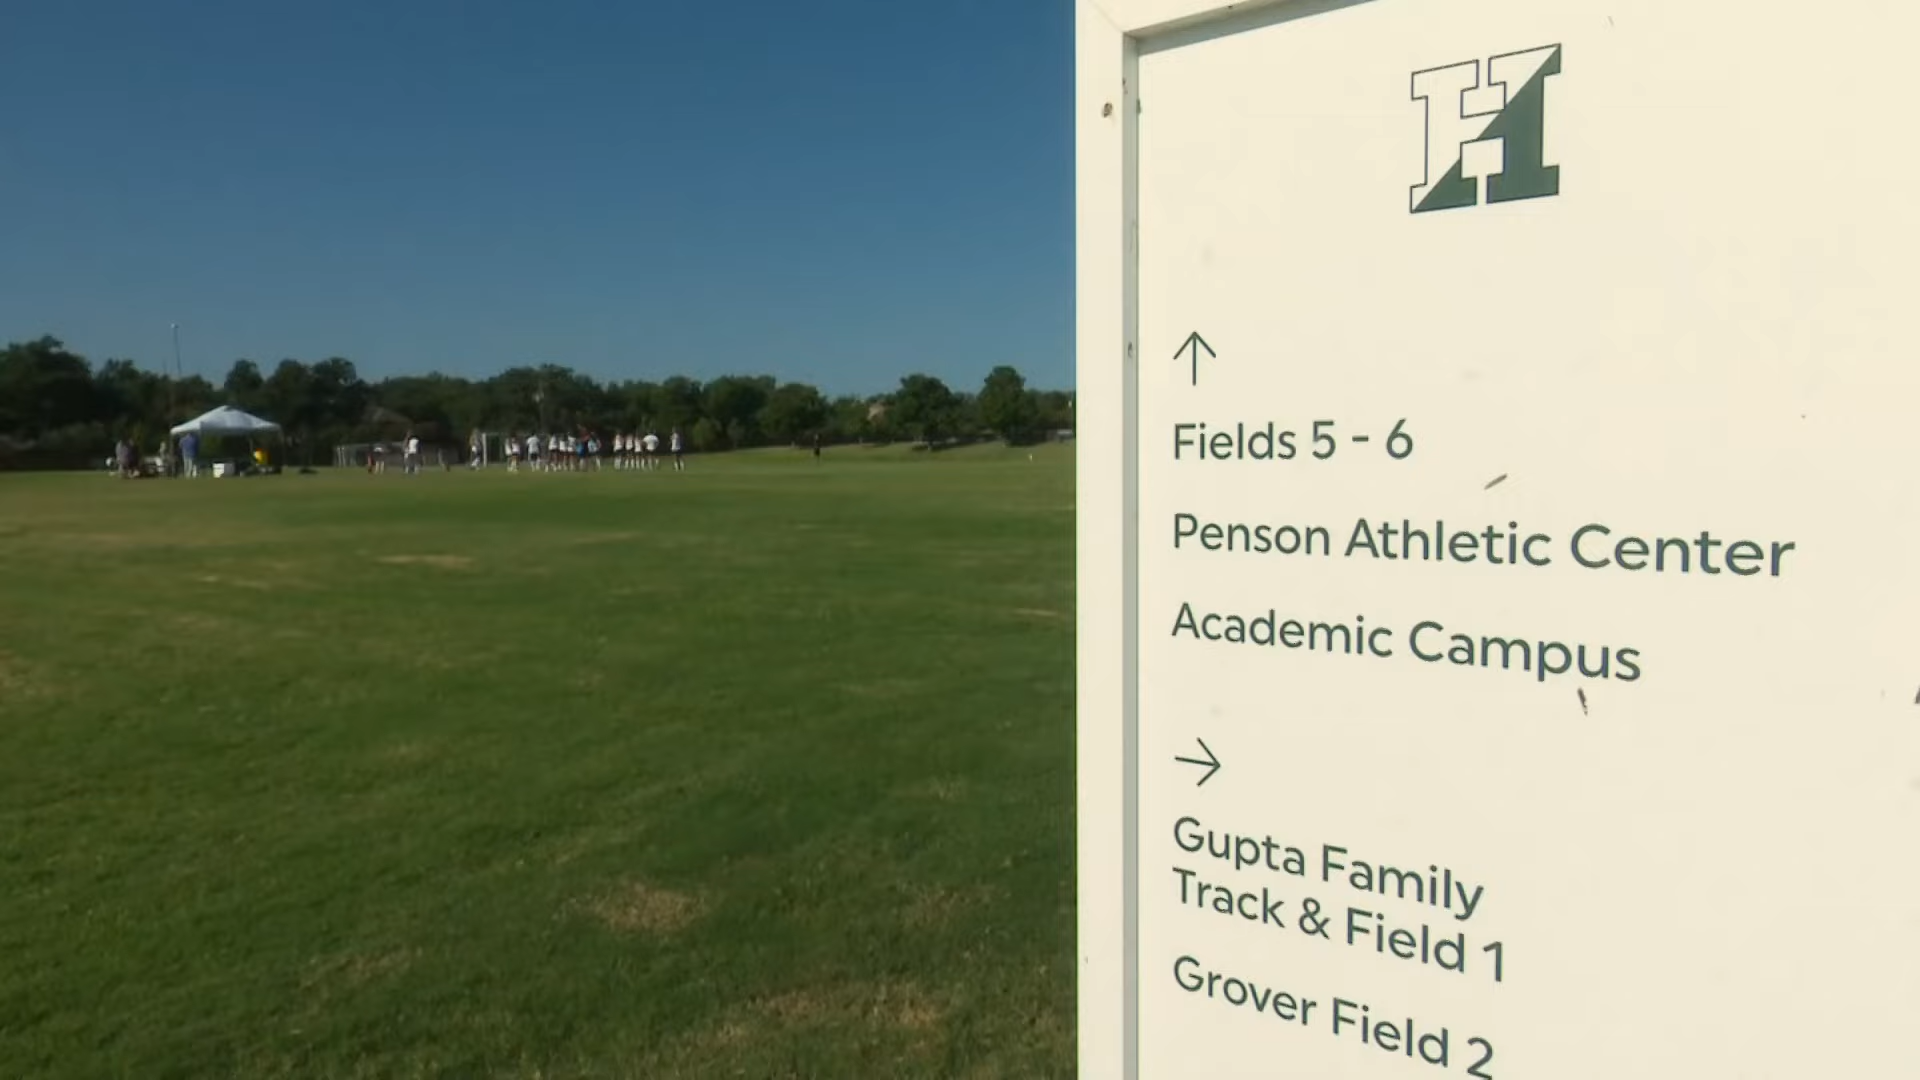 H
Fields 5 - 6
Penson Athletic Center
Academic Campus
Gupta Family
Track & Field 1
Grover Field 2